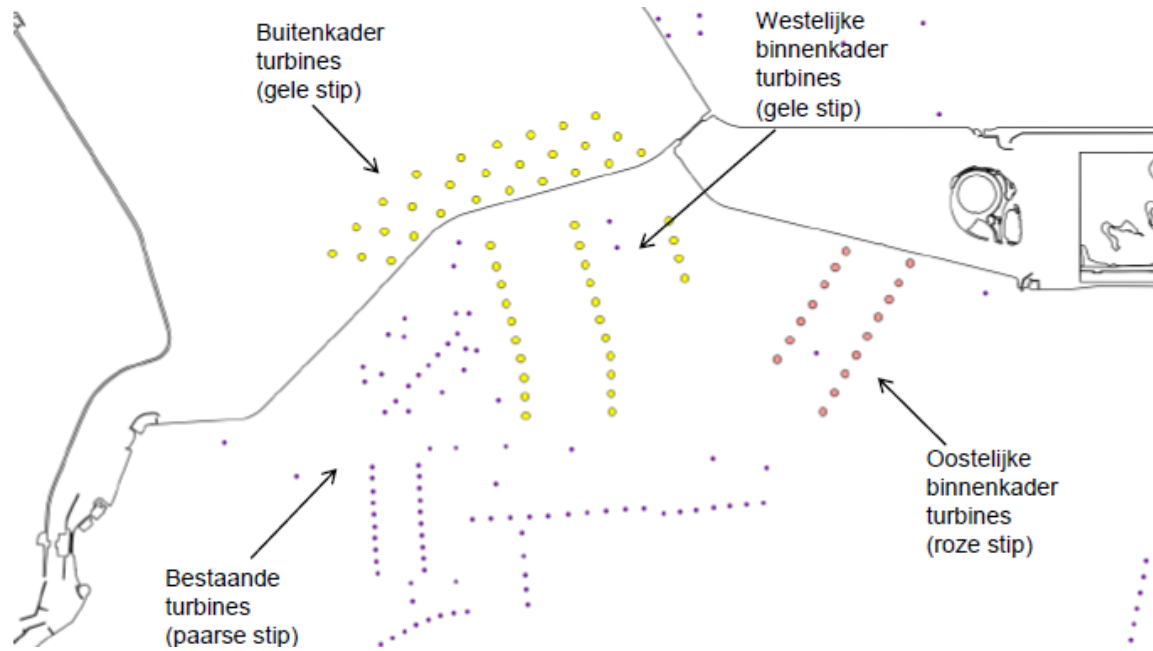 Buitenkader
turbines
(gele stip)
Westelijke
binnenkader
turbines
(gele stip)
Oostelijke
binnenkader
turbines
(roze stip)
Bestaande
turbines
(paarse stip)